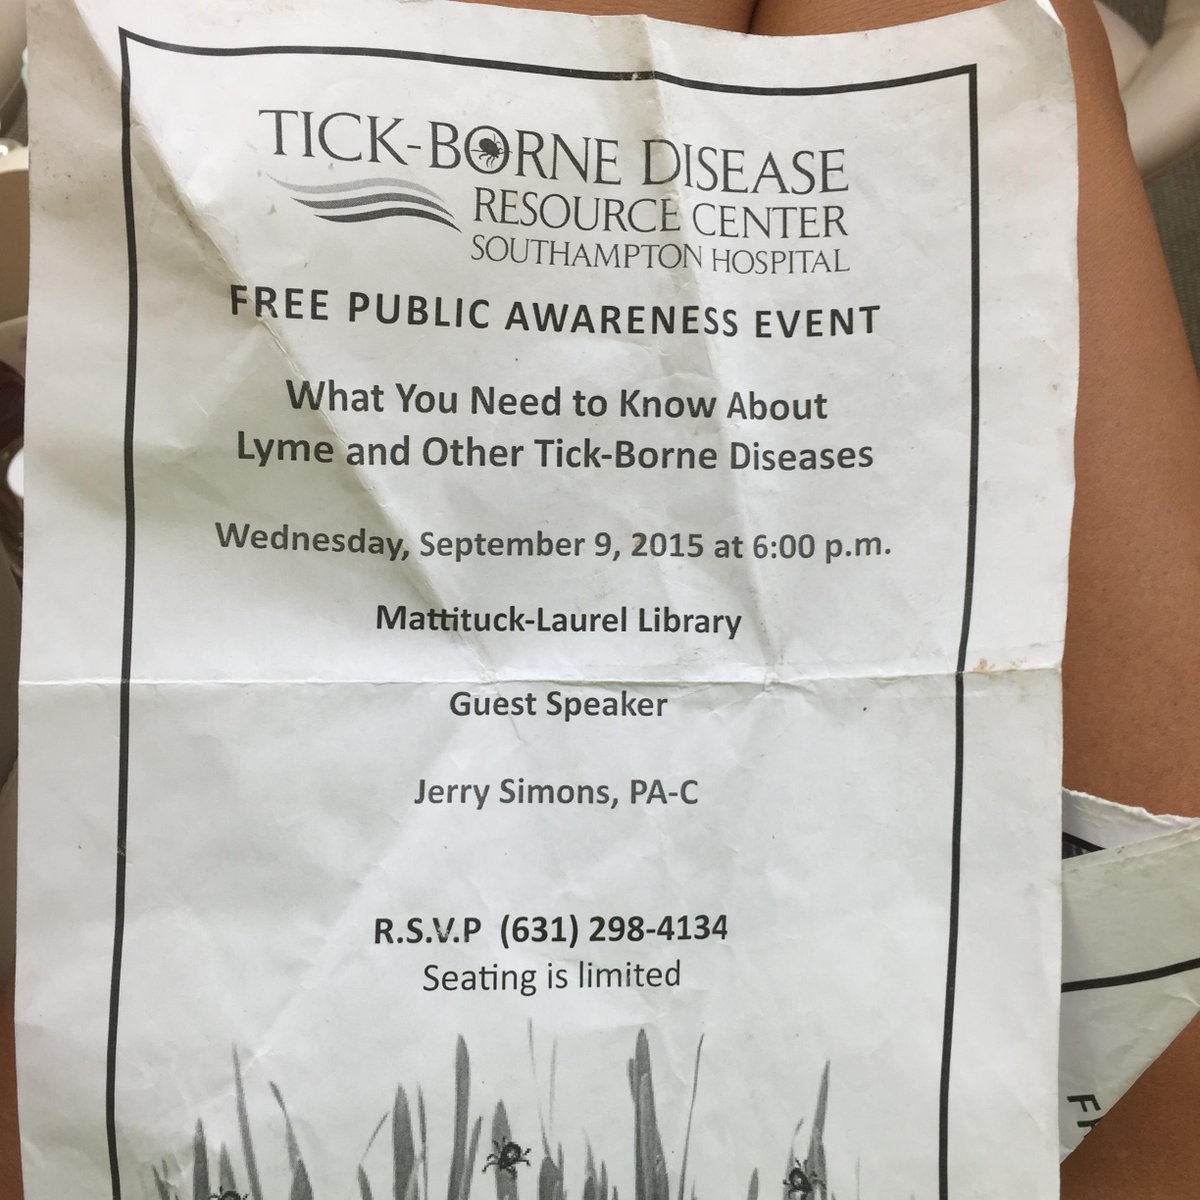 TICK-BORNE DISEASE
RESOURCE CENTER
SOUTHAMPTON HOSPITAL
FREE PUBLIC AWARENESS EVENT
What You Need to Know About
Lyme and Other Tick-Borne Diseases
Wednesday, September 9, 2015 at 6:00 p.m.
Mattituck-Laurel Library
Guest Speaker
Jerry Simons, PA-C
R.S.V.P (631) 298-4134
Seating is limited